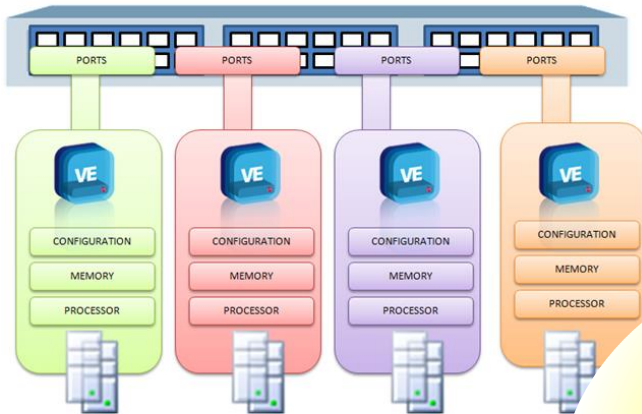 PORTS PORTS PORTS PORTS
VE VE VE VE
CONFIGURATION CONFIGURATION CONFIGURATION CONFIGURATION
MEMORY MEMORY MEMORY MEMORY
PROCESSOR PROCESSOR PROCESSOR PROCESSOR